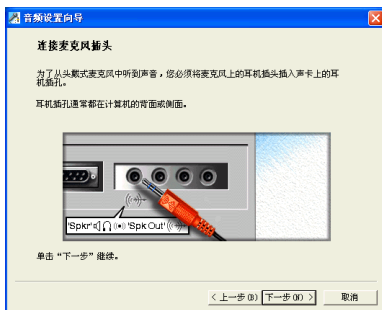 音频设置向导
连接麦克风插头
为了从头戴式麦克风中听到声音，您必须将麦克风上的耳机插头插入声卡上的耳
机插孔。
耳机插孔通常都在计算机的背面或侧面。
'Spkr' 'Spk Out'
单击“下一步”继续。
< 上一步(B) 下一步(N) > 取消